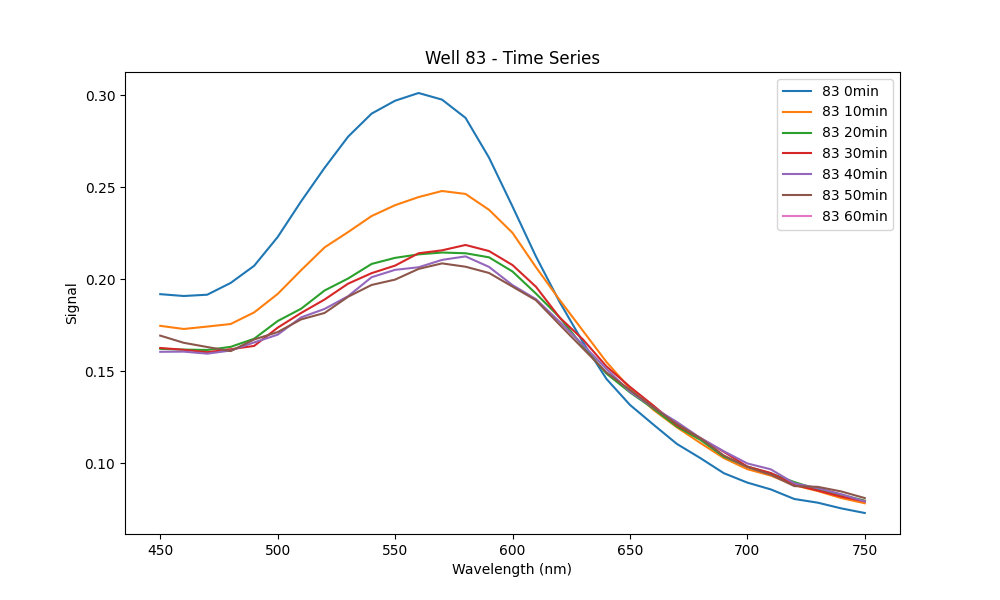 Well 83 - Time Series
83 0min
83 10min
83 20min
83 30min
83 40min
83 50min
83 60min
Signal
0.30
0.25
0.20
0.15
0.10
450 500 550 600 650 700 750
Wavelength (nm)